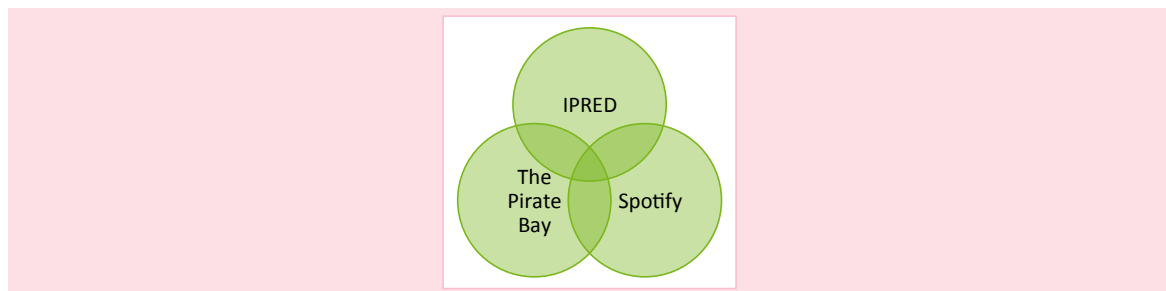 IPRED
The
Pirate
Bay
Spotify